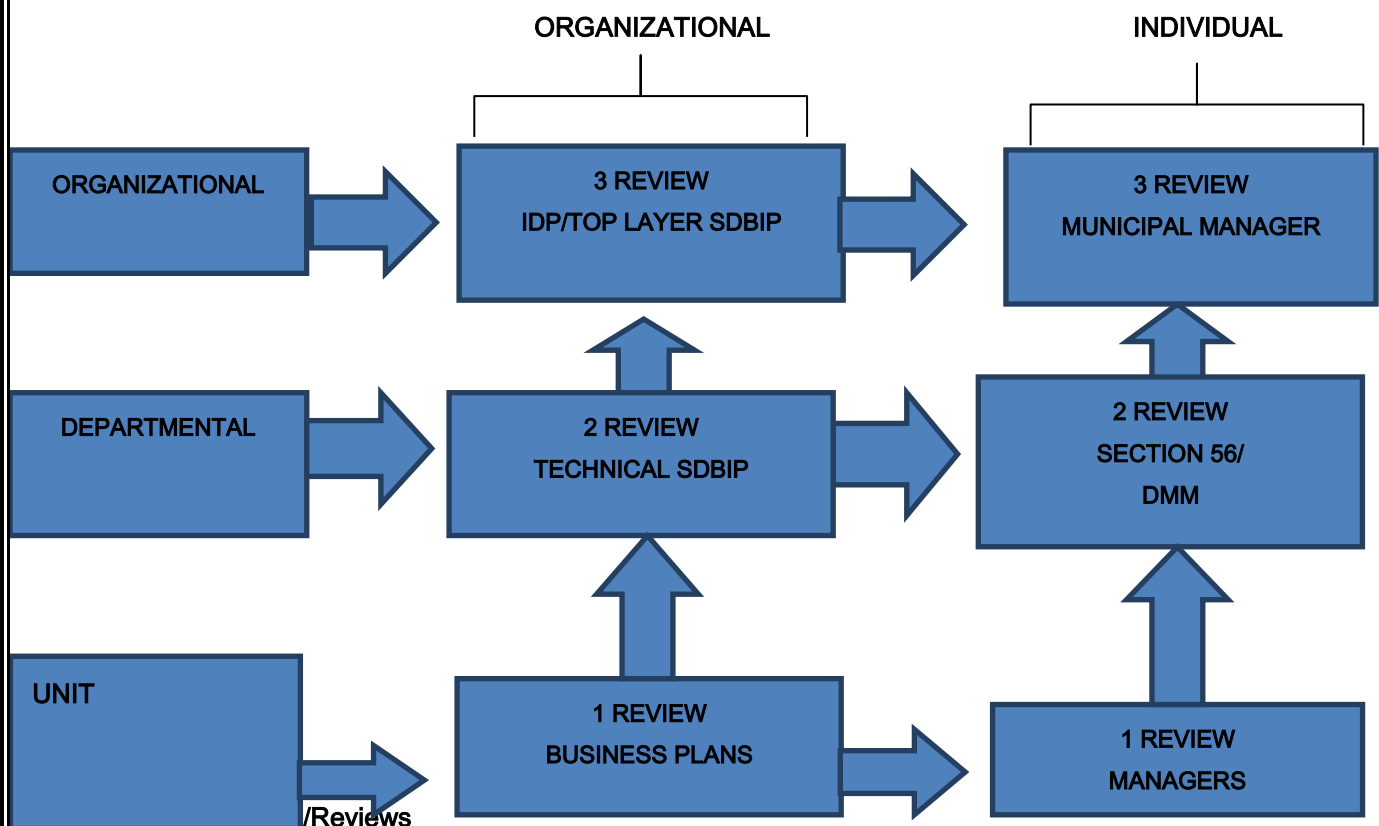 ORGANIZATIONAL
INDIVIDUAL
ORGANIZATIONAL
3 REVIEW
IDP/TOP LAYER SDBIP
3 REVIEW
MUNICIPAL MANAGER
DEPARTMENTAL
2 REVIEW
TECHNICAL SDBIP
2 REVIEW
SECTION 56/
DMM
UNIT
1 REVIEW
BUSINESS PLANS
1 REVIEW
MANAGERS
/Reviews